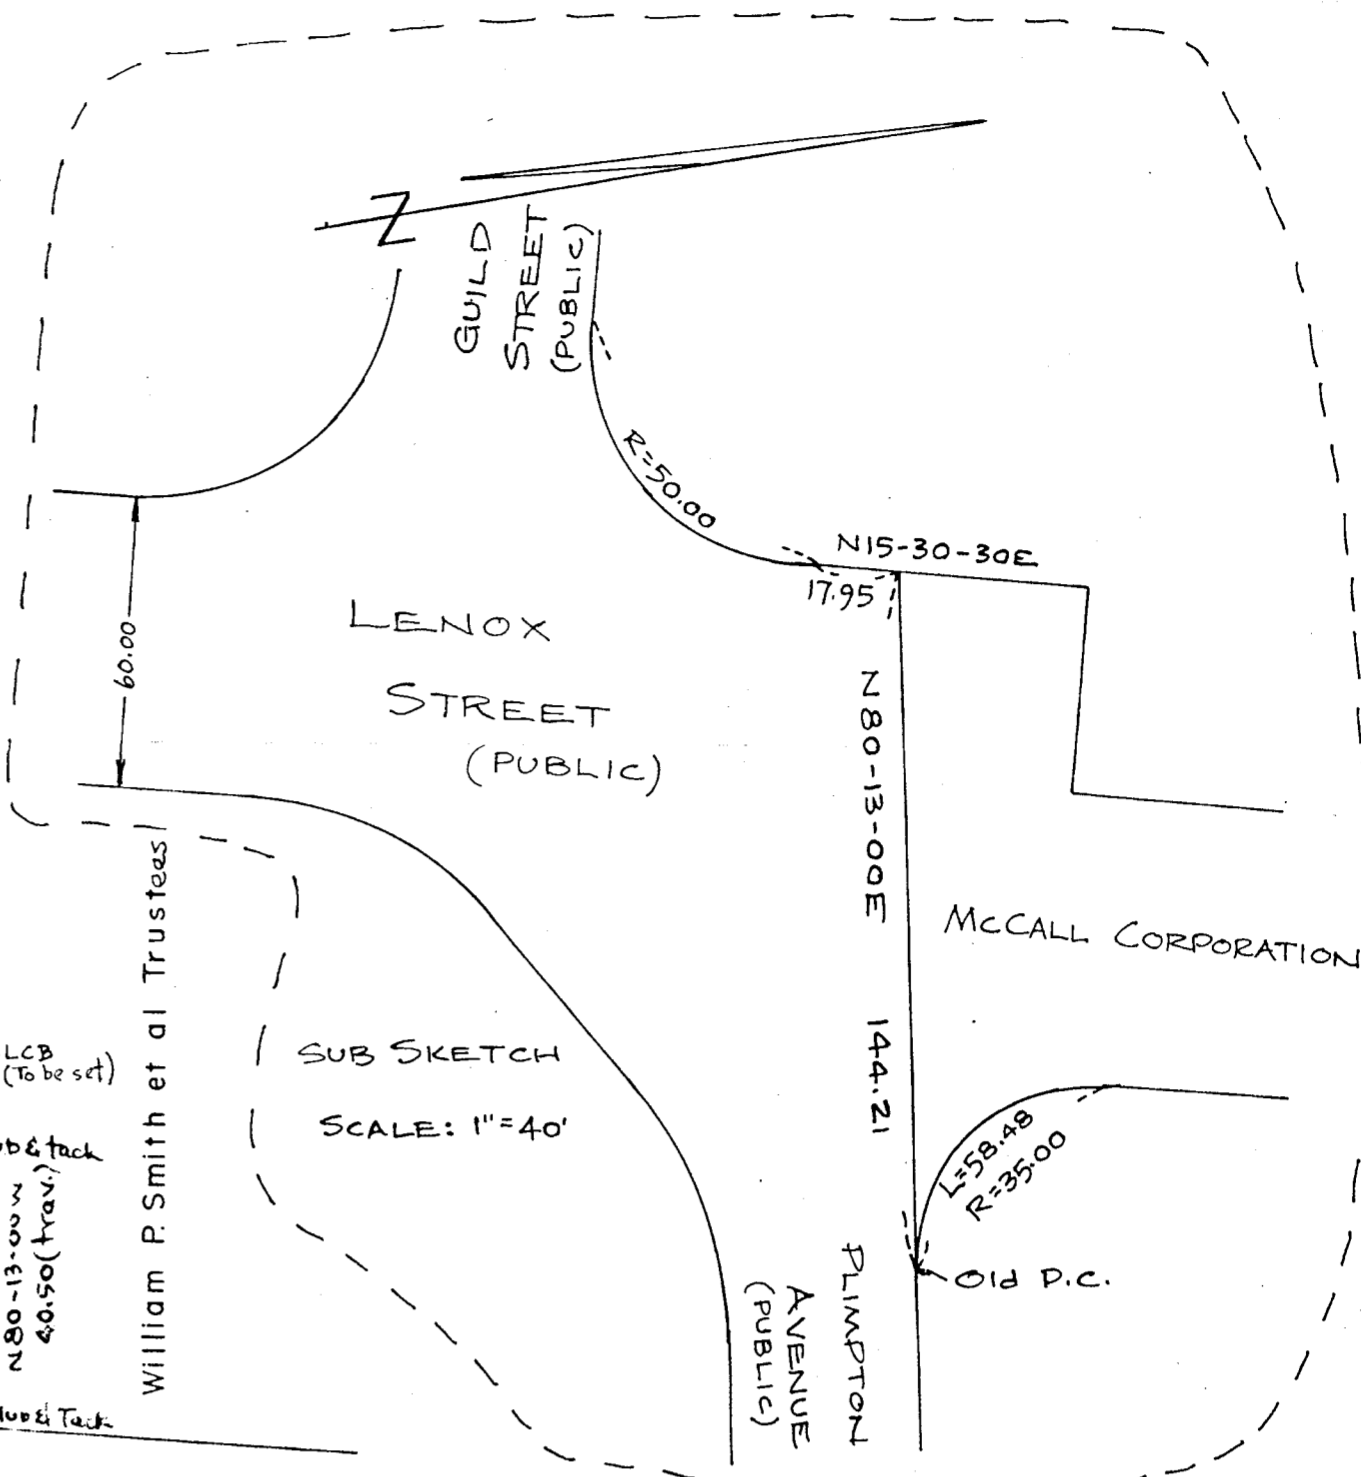 Z
GUILD
STREET
(PUBLIC)
R=50.00
N15-30-30E
17.95
60.00
LENOX
STREET
(PUBLIC)
N80-13-00E 144.21
McCALL CORPORATION
William P. Smith et al Trustees
LCB
(To be set)
SUB SKETCH
SCALE: 1"=40'
& tack
N80-13-00W
40.50 (trav.)
L=58.48
R=35.00
Old P.C.
PLIMPTON
AVENUE
(PUBLIC)
& Tack